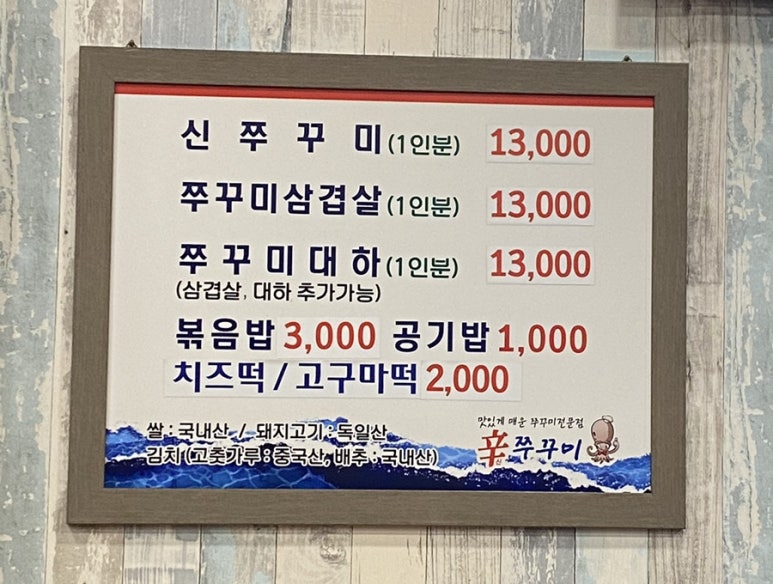 신 쭈 꾸 미 (1인분) 13,000
쭈꾸미삼겹살 (1인분) 13,000
쭈 꾸 미 대 하 (1인분) 13,000
(삼겹살, 대하 추가가능)
볶음밥 3,000 공기밥 1,000
치즈떡 / 고구마떡 2,000
쌀 : 국내산 / 돼지고기 : 독일산
김치 (고춧가루 : 중국산, 배추 : 국내산)
맛있게 매운 쭈꾸미전문점
辛 신 쭈꾸미